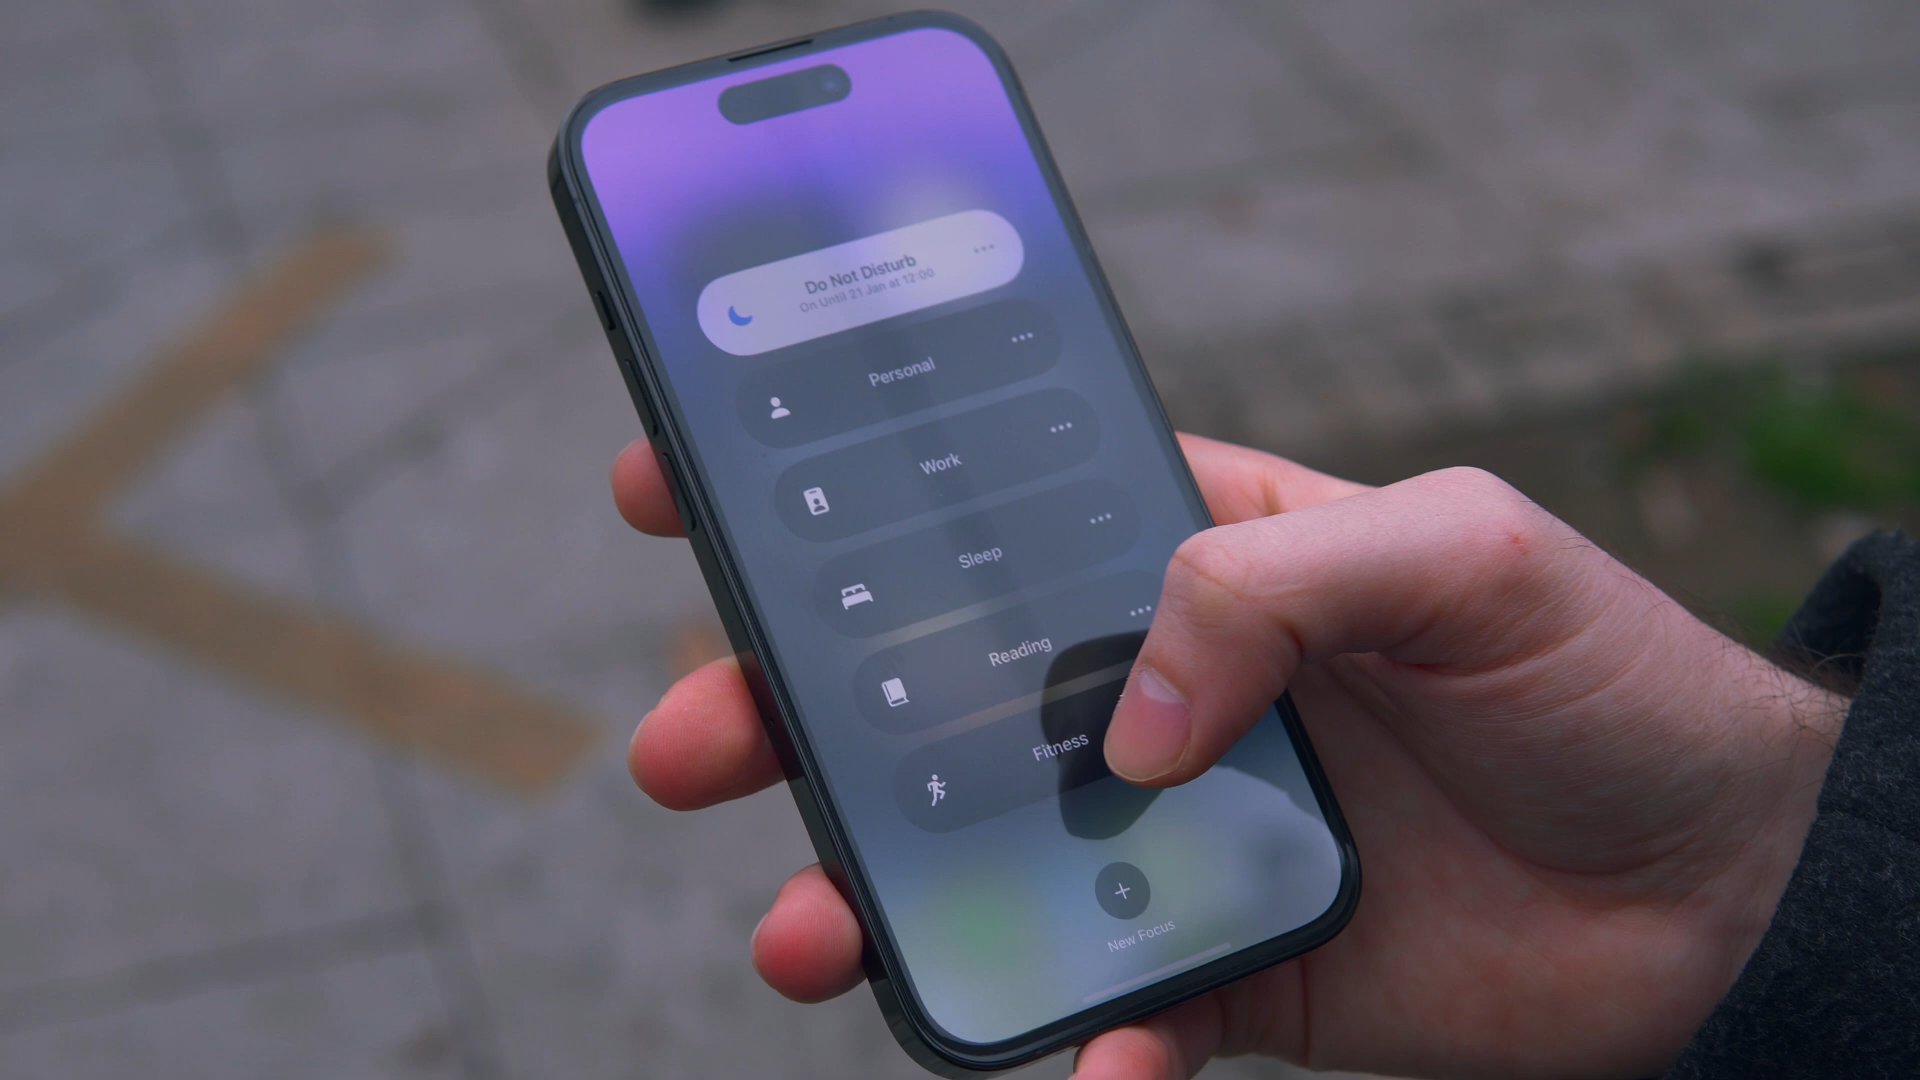 Do Not Disturb
On Until 21 Jan at 12:00
Personal
Work
Sleep
Reading
Fitness
New Focus